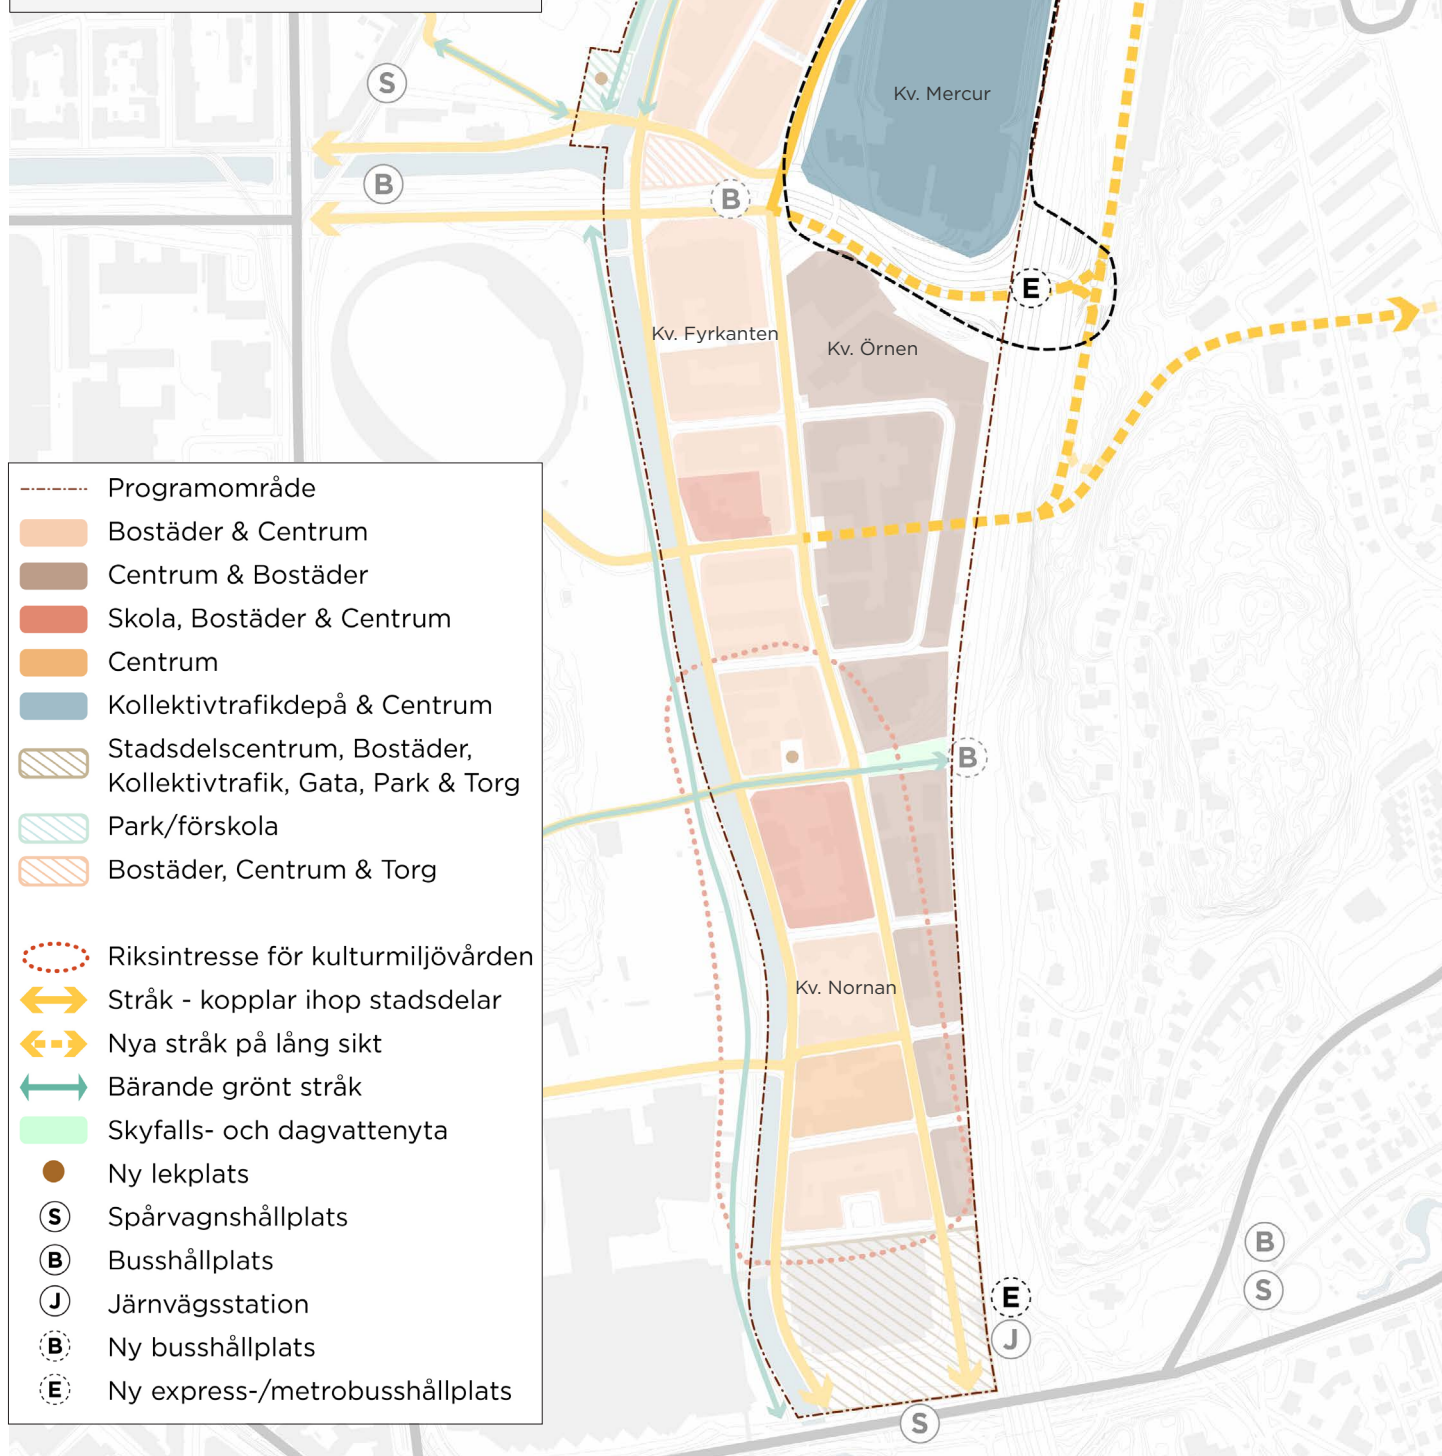 S
Kv. Mercur
B
B
E
Kv. Fyrkanten
Kv. Örnen
B
Kv. Nornan
B
S
E
J
S
Programområde
Bostäder & Centrum
Centrum & Bostäder
Skola, Bostäder & Centrum
Centrum
Kollektivtrafikdepå & Centrum
Stadsdelscentrum, Bostäder,
Kollektivtrafik, Gata, Park & Torg
Park/förskola
Bostäder, Centrum & Torg
Riksintresse för kulturmiljövården
Stråk - kopplar ihop stadsdelar
Nya stråk på lång sikt
Bärande grönt stråk
Skyfalls- och dagvattenyta
Ny lekplats
S Spårvagnshållplats
B Busshållplats
J Järnvägsstation
B Ny busshållplats
E Ny express-/metrobusshållplats